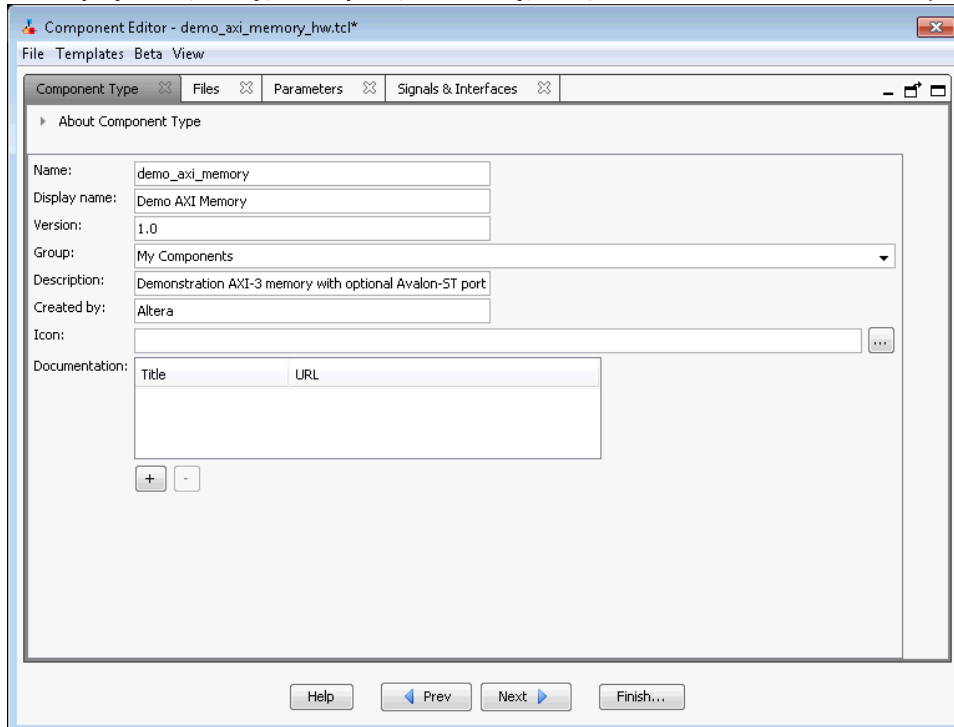 Component Editor - demo_axi_memory_hw.tcl*
File Templates Beta View
Component Type Files Parameters Signals & Interfaces
About Component Type
Name: demo_axi_memory
Display name: Demo AXI Memory
Version: 1.0
Group: My Components
Description: Demonstration AXI-3 memory with optional Avalon-ST port
Created by: Altera
Icon: ...
Documentation: Title URL
+ -
Help Prev Next Finish...